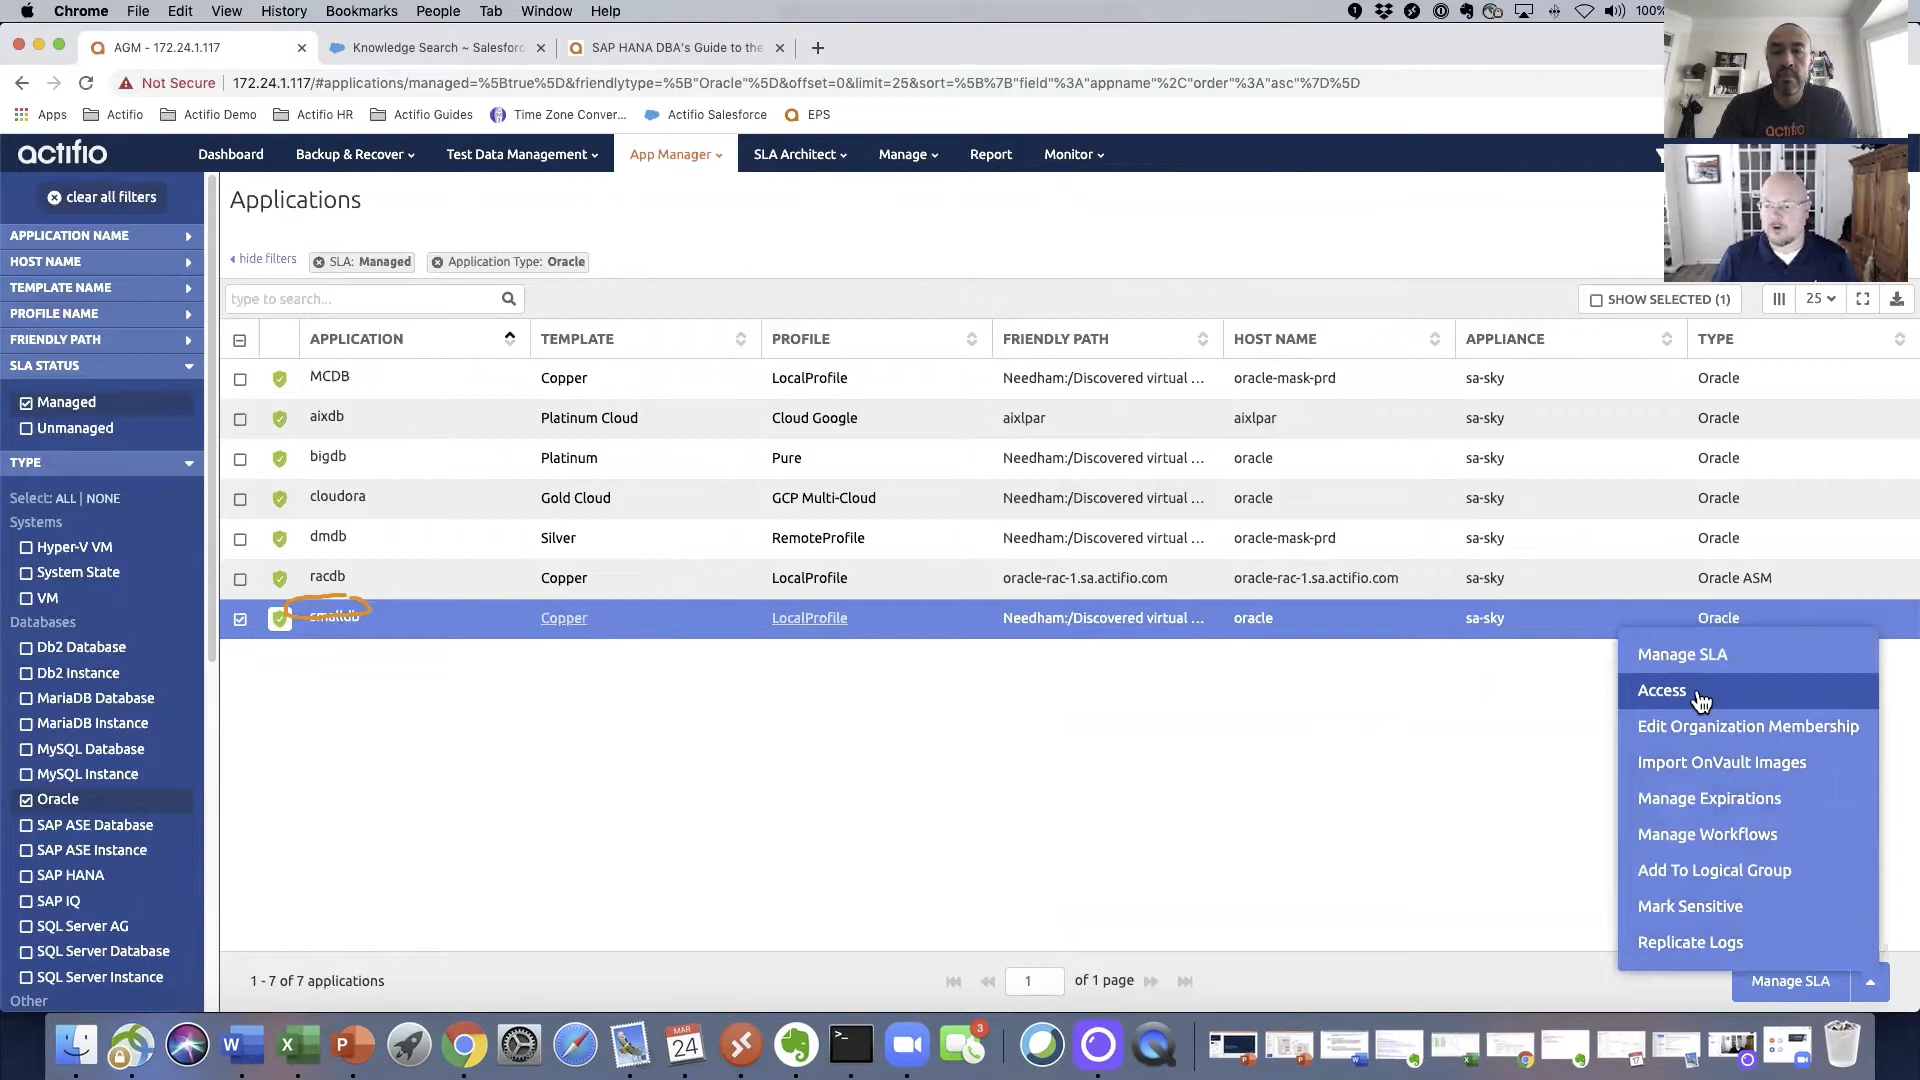 Chrome File Edit View History Bookmarks People Tab Window Help 100%
AGM - 172.24.1.117
Knowledge Search ~ Salesforc
SAP HANA DBA's Guide to the
Not Secure 172.24.1.117/#applications/managed=%5Btrue%5D&friendlytype=%5B"Oracle"%5D&offset=0&limit=25&sort=%5B%7B"field"%3A"appname"%2C"order"%3A"asc"%7D%5D
Apps Actifio Actifio Demo Actifio HR Actifio Guides Time Zone Conver... Actifio Salesforce EPS
actifio
actifio Dashboard Backup & Recover Test Data Management App Manager SLA Architect Manage Report Monitor
clear all filters
APPLICATION NAME
HOST NAME
TEMPLATE NAME
PROFILE NAME
FRIENDLY PATH
SLA STATUS
Managed
Unmanaged
TYPE
Select: ALL | NONE
Systems
Hyper-V VM
System State
VM
Databases
Db2 Database
Db2 Instance
MariaDB Database
MariaDB Instance
MySQL Database
MySQL Instance
Oracle
SAP ASE Database
SAP ASE Instance
SAP HANA
SAP IQ
SQL Server AG
SQL Server Database
SQL Server Instance
Other
Applications
hide filters SLA: Managed Application Type: Oracle
type to search... SHOW SELECTED (1) 25
APPLICATION TEMPLATE PROFILE FRIENDLY PATH HOST NAME APPLIANCE TYPE
MCDB Copper LocalProfile Needham:/Discovered virtual ... oracle-mask-prd sa-sky Oracle
aixdb Platinum Cloud Cloud Google aixlpar aixlpar sa-sky Oracle
bigdb Platinum Pure Needham:/Discovered virtual ... oracle sa-sky Oracle
cloudora Gold Cloud GCP Multi-Cloud Needham:/Discovered virtual ... oracle sa-sky Oracle
dmdb Silver RemoteProfile Needham:/Discovered virtual ... oracle-mask-prd sa-sky Oracle
racdb Copper LocalProfile oracle-rac-1.sa.actifio.com oracle-rac-1.sa.actifio.com sa-sky Oracle ASM
smalldb Copper LocalProfile Needham:/Discovered virtual ... oracle sa-sky Oracle
Manage SLA
Access
Edit Organization Membership
Import OnVault Images
Manage Expirations
Manage Workflows
Add To Logical Group
Mark Sensitive
Replicate Logs
1 - 7 of 7 applications 1 of 1 page Manage SLA
W X P MAR 24 3